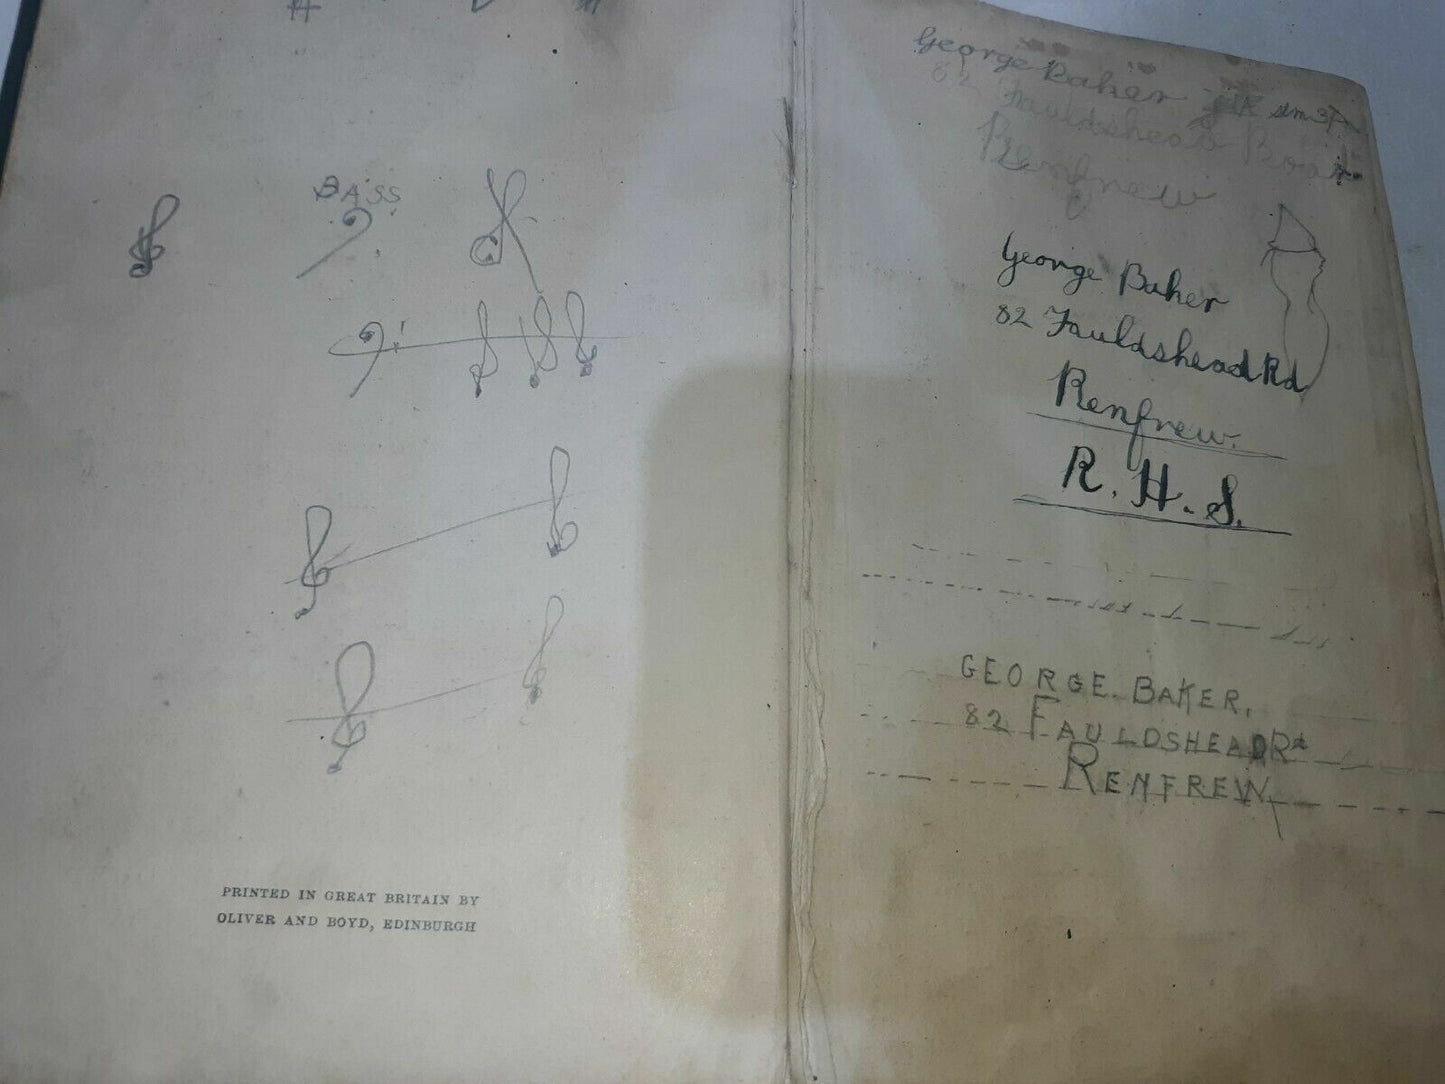 BASS
PRINTED IN GREAT BRITAIN BY
OLIVER AND BOYD, EDINBURGH
George Baker
82 Fauldshead Road
Renfrew
George Baker
82 Fauldshead Rd
Renfrew.
R. H. S.
GEORGE BAKER,
82 FAULDSHEAD Rd
RENFREW